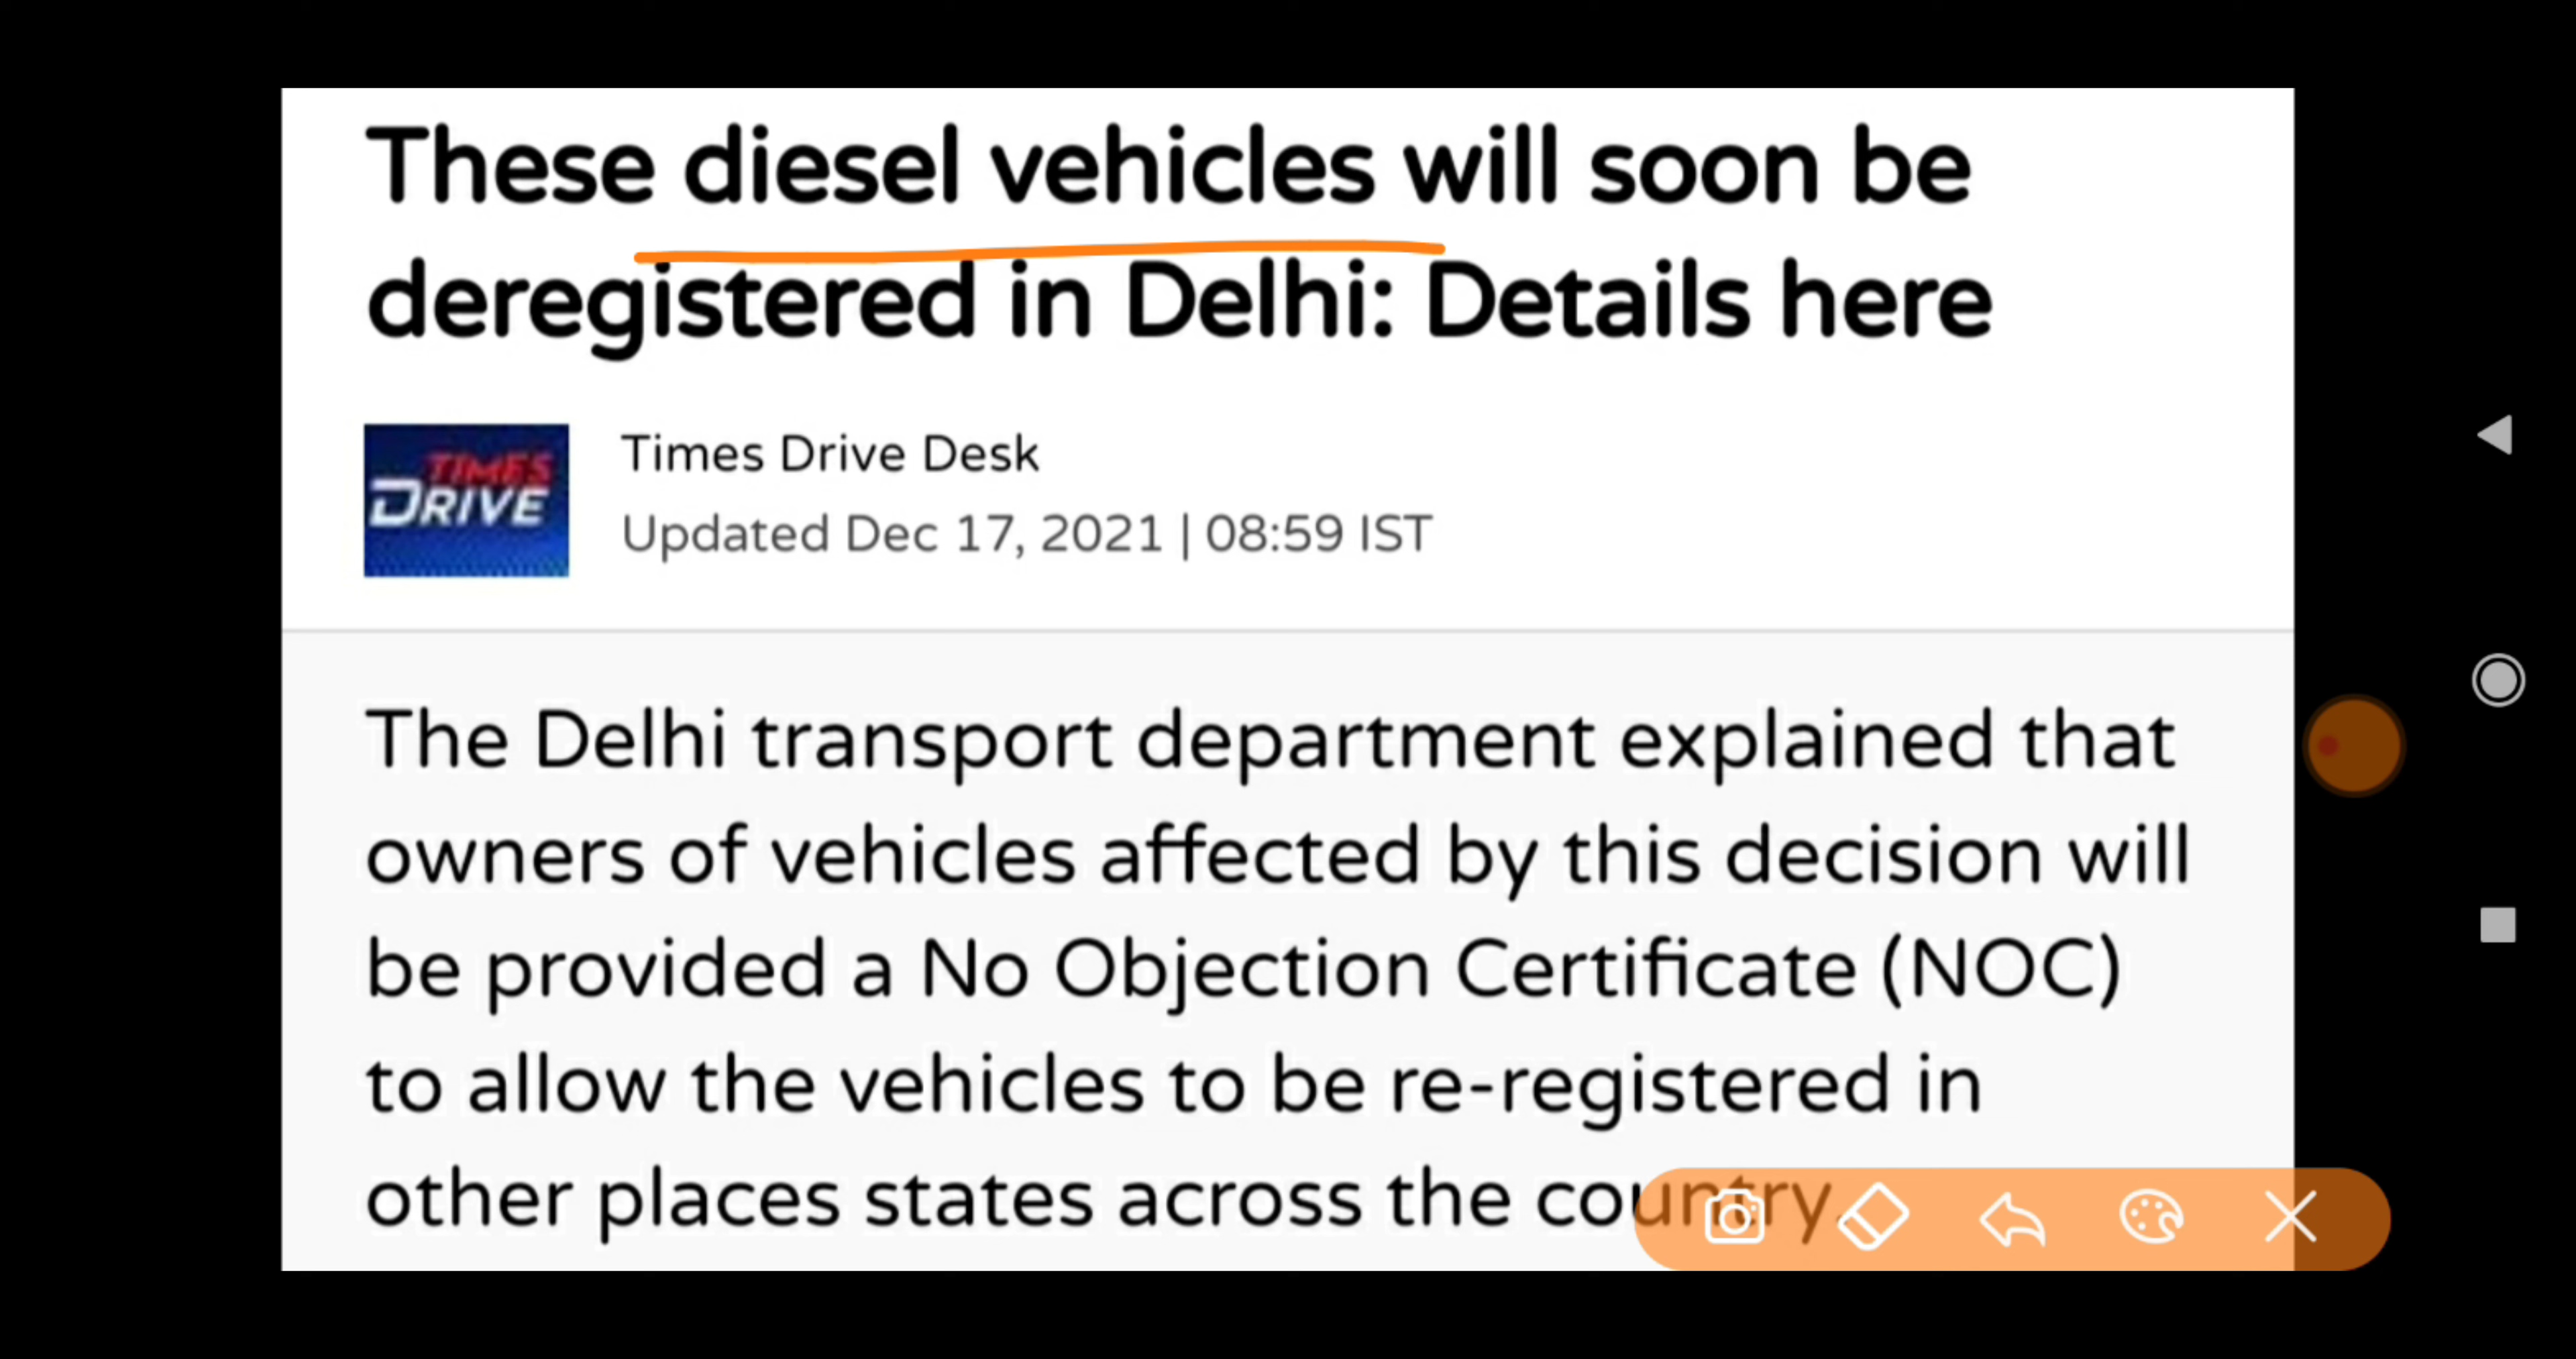 These diesel vehicles will soon be
deregistered in Delhi: Details here
TIMES
DRIVE
Times Drive Desk
Updated Dec 17, 2021 | 08:59 IST
The Delhi transport department explained that
owners of vehicles affected by this decision will
be provided a No Objection Certificate (NOC)
to allow the vehicles to be re-registered in
other places states across the country.